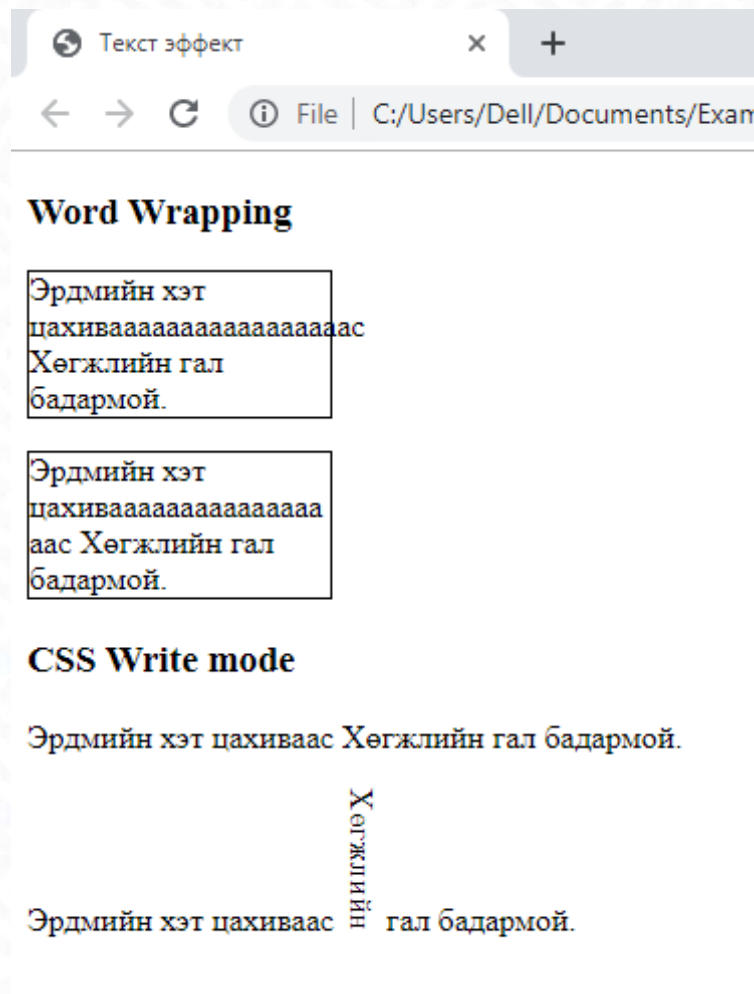 Текст эффект
File C:/Users/Dell/Documents/Exam
Word Wrapping
Эрдмийн хэт
цахивааааааааааааааааас
Хөгжлийн гал
бадармой.
Эрдмийн хэт
цахиваааааааааааааааа
аас Хөгжлийн гал
бадармой.
CSS Write mode
Эрдмийн хэт цахиваас Хөгжлийн гал бадармой.
Эрдмийн хэт цахиваас Хөгжлийн гал бадармой.